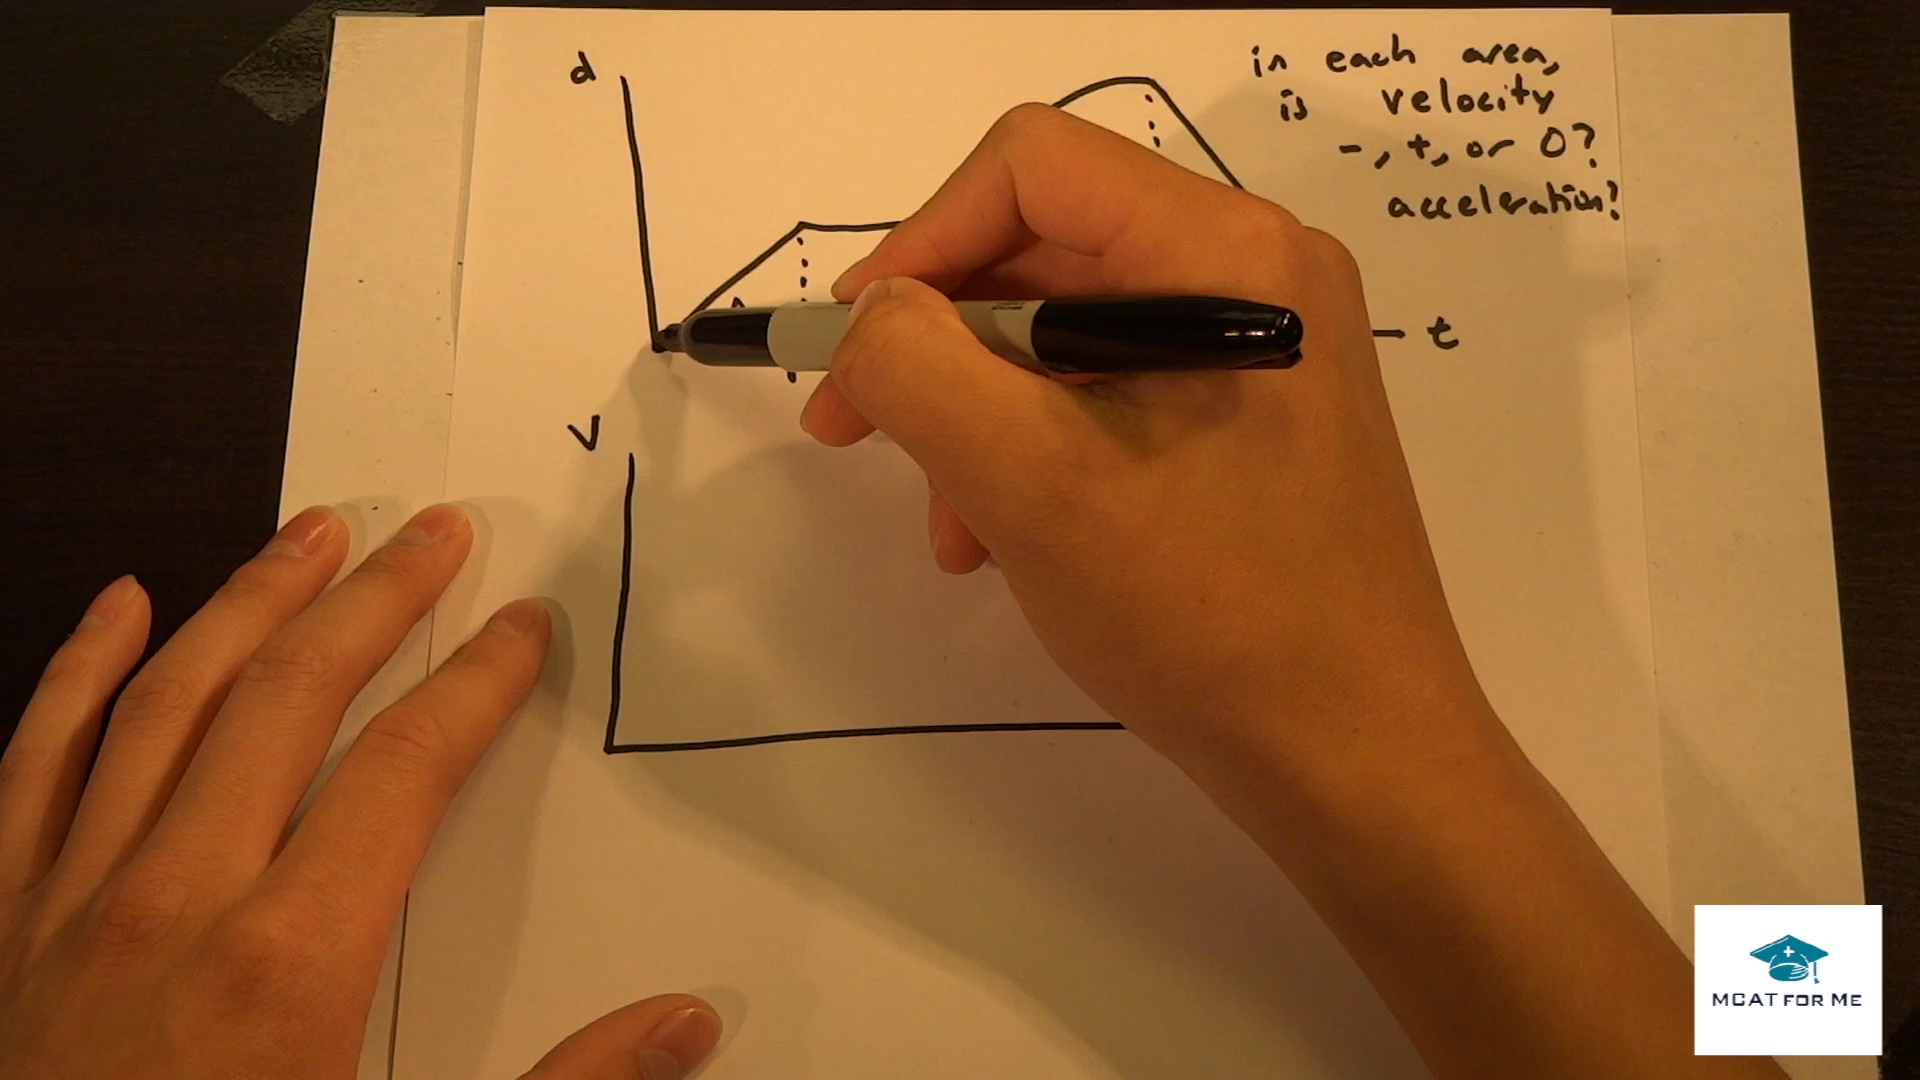 d
in each area,
is velocity
-, +, or 0?
acceleration?
t
V
MCAT FOR ME